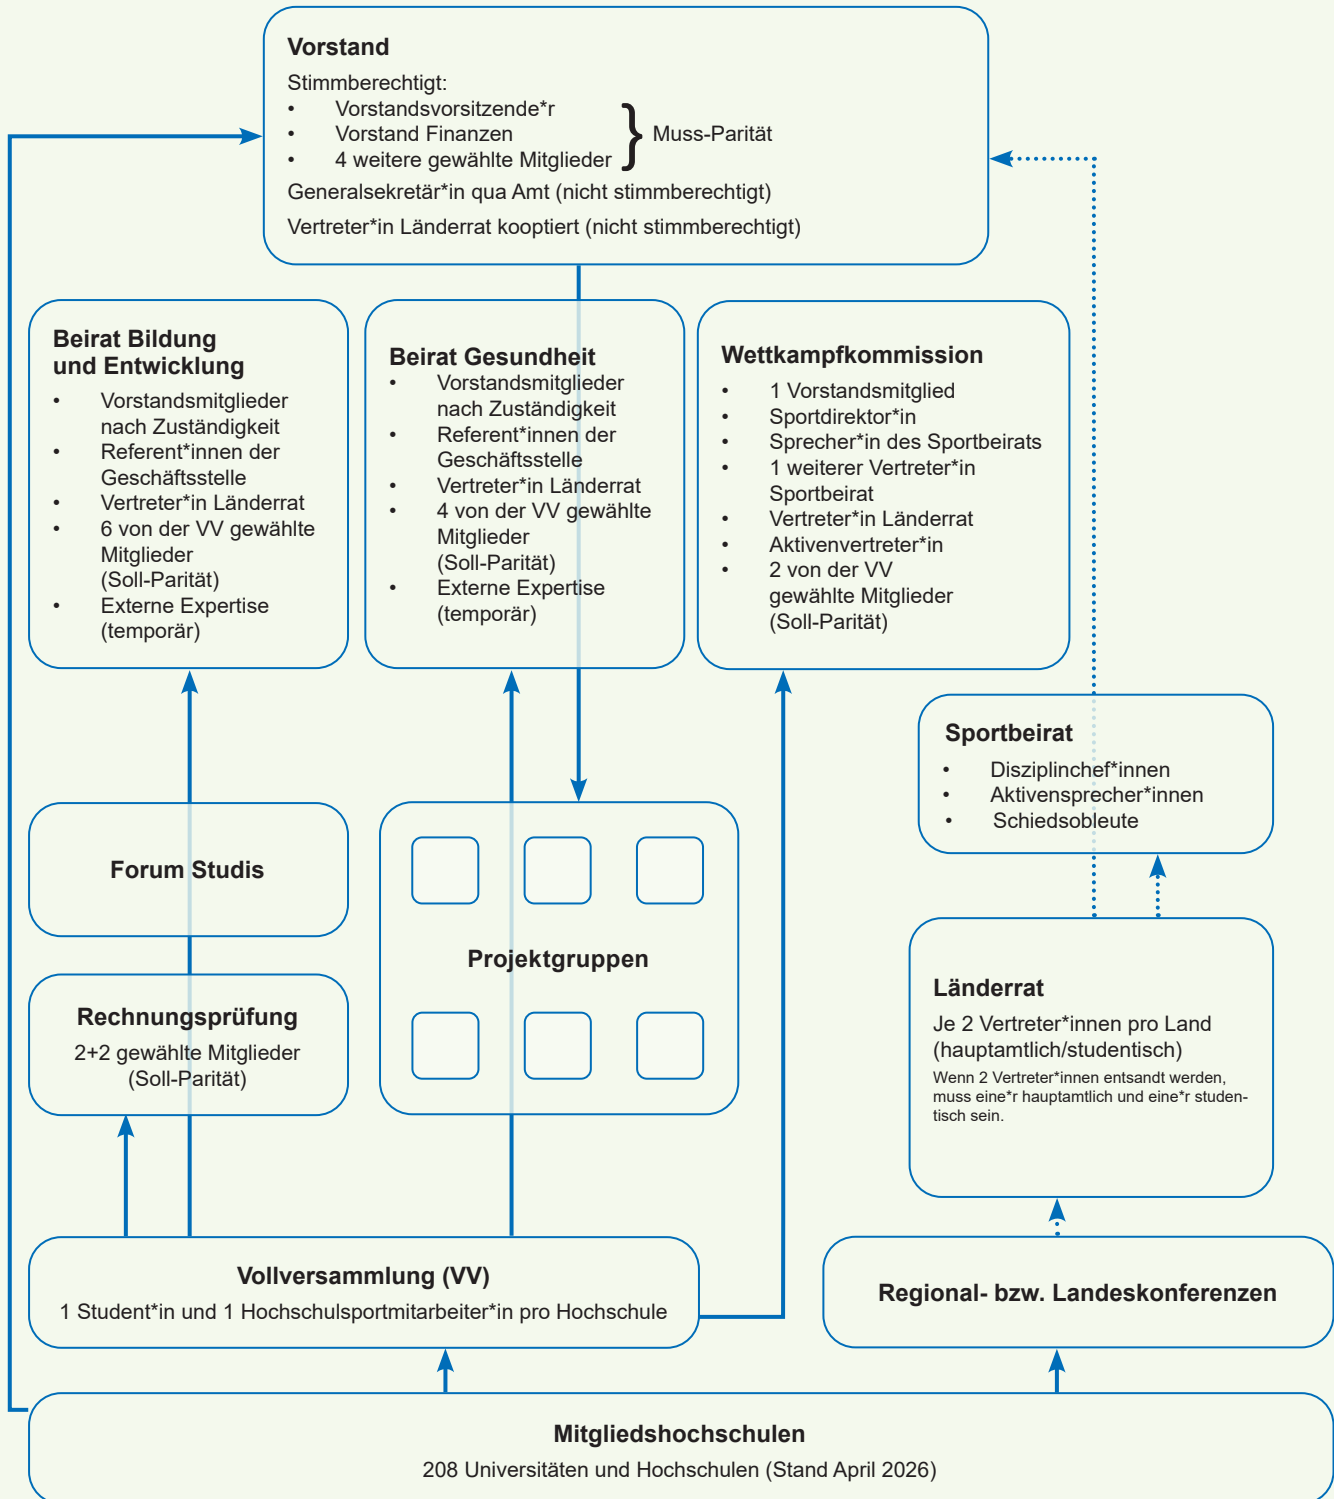 Vorstand
Stimmberechtigt:
• Vorstandsvorsitzende*r
• Vorstand Finanzen
• 4 weitere gewählte Mitglieder
} Muss-Parität
Generalsekretär*in qua Amt (nicht stimmberechtigt)
Vertreter*in Länderrat kooptiert (nicht stimmberechtigt)
Beirat Bildung
und Entwicklung
• Vorstandsmitglieder
nach Zuständigkeit
• Referent*innen der
Geschäftsstelle
• Vertreter*in Länderrat
• 6 von der VV gewählte
Mitglieder
(Soll-Parität)
• Externe Expertise
(temporär)
Beirat Gesundheit
• Vorstandsmitglieder
nach Zuständigkeit
• Referent*innen der
Geschäftsstelle
• Vertreter*in Länderrat
• 4 von der VV gewählte
Mitglieder
(Soll-Parität)
• Externe Expertise
(temporär)
Wettkampfkommission
• 1 Vorstandsmitglied
• Sportdirektor*in
• Sprecher*in des Sportbeirats
• 1 weiterer Vertreter*in
Sportbeirat
• Vertreter*in Länderrat
• Aktivenvertreter*in
• 2 von der VV
gewählte Mitglieder
(Soll-Parität)
Sportbeirat
• Disziplinchef*innen
• Aktivensprecher*innen
• Schiedsobleute
Forum Studis
Projektgruppen
Rechnungsprüfung
2+2 gewählte Mitglieder
(Soll-Parität)
Länderrat
Je 2 Vertreter*innen pro Land
(hauptamtlich/studentisch)
Wenn 2 Vertreter*innen entsandt werden,
muss eine*r hauptamtlich und eine*r studen-
tisch sein.
Vollversammlung (VV)
1 Student*in und 1 Hochschulsportmitarbeiter*in pro Hochschule
Regional- bzw. Landeskonferenzen
Mitgliedshochschulen
208 Universitäten und Hochschulen (Stand April 2026)